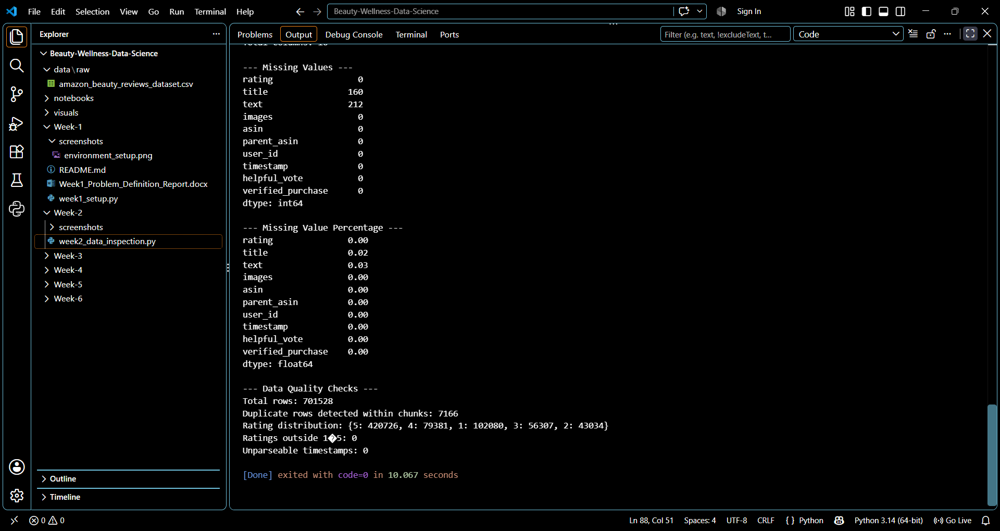 File Edit Selection View Go Run Terminal Help
Beauty-Wellness-Data-Science
Sign In
Explorer
Beauty-Wellness-Data-Science
data\raw
amazon_beauty_reviews_dataset.csv
notebooks
visuals
Week-1
screenshots
environment_setup.png
README.md
Week1_Problem_Definition_Report.docx
week1_setup.py
Week-2
screenshots
week2_data_inspection.py
Week-3
Week-4
Week-5
Week-6
Outline
Timeline
Problems Output Debug Console Terminal Ports
Filter (e.g. text, !excludeText, t...
Code
--- Missing Values ---
rating 0
title 160
text 212
images 0
asin 0
parent_asin 0
user_id 0
timestamp 0
helpful_vote 0
verified_purchase 0
dtype: int64
--- Missing Value Percentage ---
rating 0.00
title 0.02
text 0.03
images 0.00
asin 0.00
parent_asin 0.00
user_id 0.00
timestamp 0.00
helpful_vote 0.00
verified_purchase 0.00
dtype: float64
--- Data Quality Checks ---
Total rows: 701528
Duplicate rows detected within chunks: 7166
Rating distribution: {5: 420726, 4: 79381, 1: 102080, 3: 56307, 2: 43034}
Ratings outside 1�5: 0
Unparseable timestamps: 0
[Done] exited with code=0 in 10.067 seconds
0 0
Ln 88, Col 51 Spaces: 4 UTF-8 CRLF { } Python Python 3.14 (64-bit) Go Live